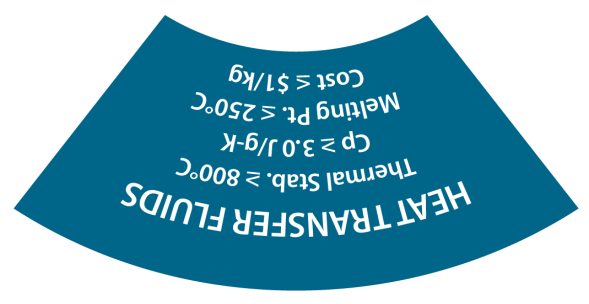 HEAT TRANSFER FLUIDS
Thermal Stab. ≥ 800°C
Cp ≥ 3.0 J/g-K
Melting Pt. ≤ 250°C
Cost ≤ $1/kg